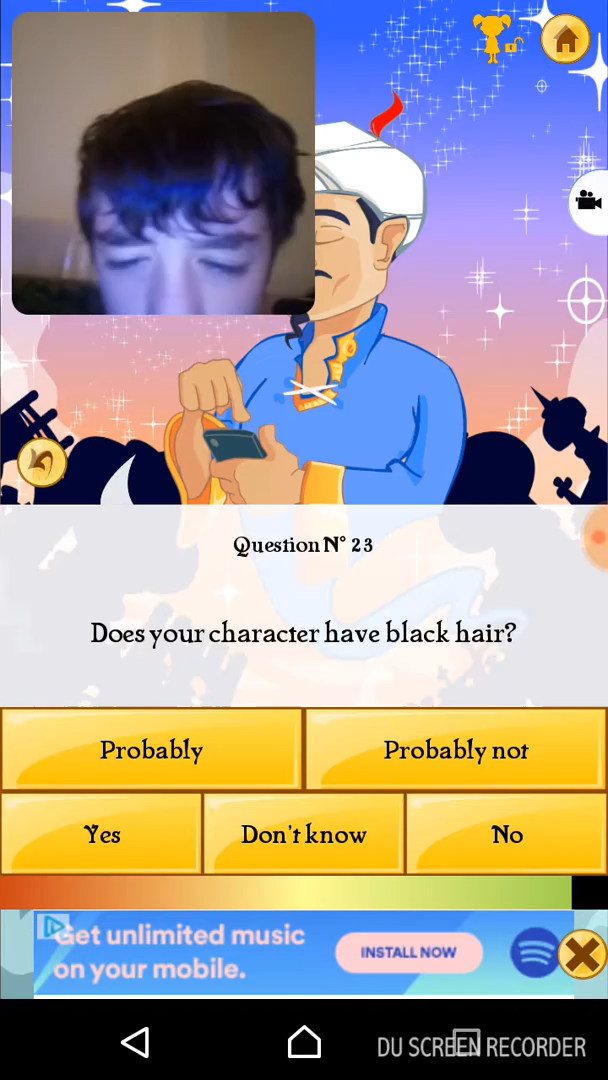 Question N° 23
Does your character have black hair?
Probably
Probably not
Yes
Don't know
No
Get unlimited music
on your mobile.
INSTALL NOW
DU SCREEN RECORDER